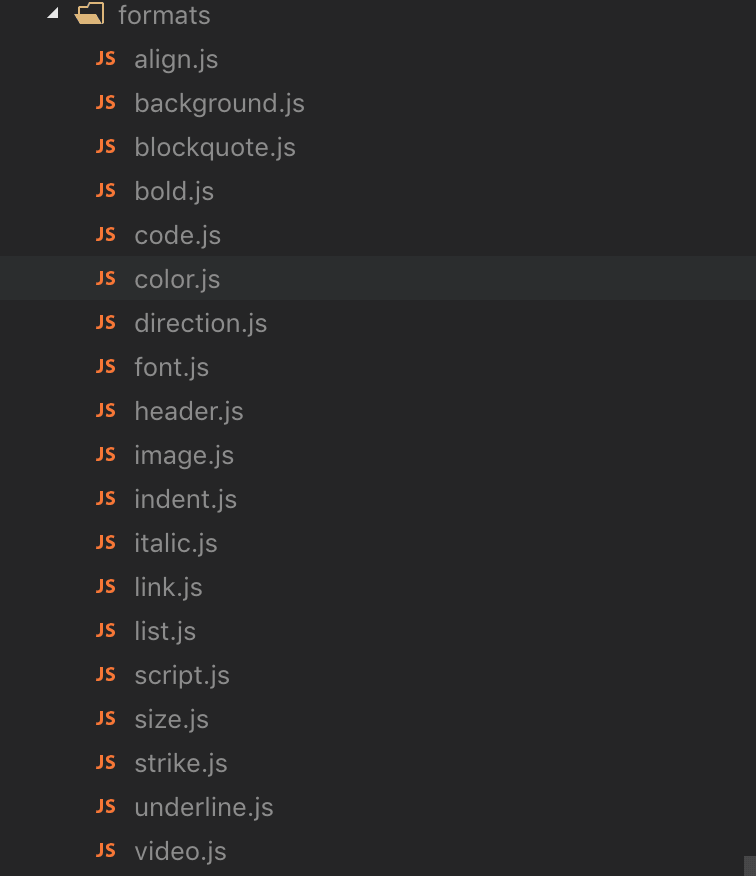 formats
JS align.js
JS background.js
JS blockquote.js
JS bold.js
JS code.js
JS color.js
JS direction.js
JS font.js
JS header.js
JS image.js
JS indent.js
JS italic.js
JS link.js
JS list.js
JS script.js
JS size.js
JS strike.js
JS underline.js
JS video.js